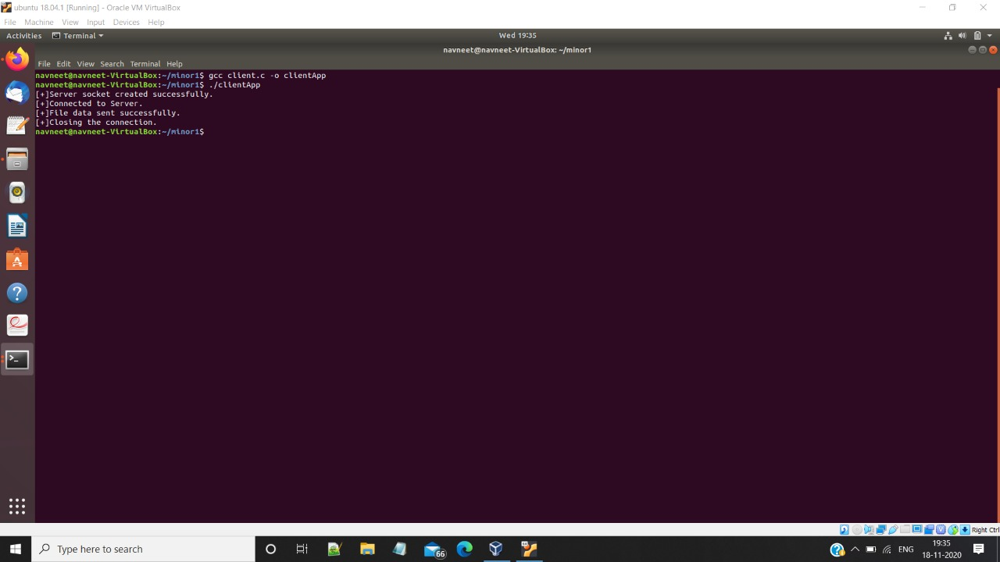 ubuntu 18.04.1 [Running] - Oracle VM VirtualBox
File Machine View Input Devices Help
Activities Terminal Wed 19:35
navneet@navneet-VirtualBox: ~/minor1
File Edit View Search Terminal Help
navneet@navneet-VirtualBox:~/minor1$ gcc client.c -o clientApp
navneet@navneet-VirtualBox:~/minor1$ ./clientApp
[+]Server socket created successfully.
[+]Connected to Server.
[+]File data sent successfully.
[+]Closing the connection.
navneet@navneet-VirtualBox:~/minor1$
Right Ctrl
Type here to search 66 ENG 19:35
18-11-2020